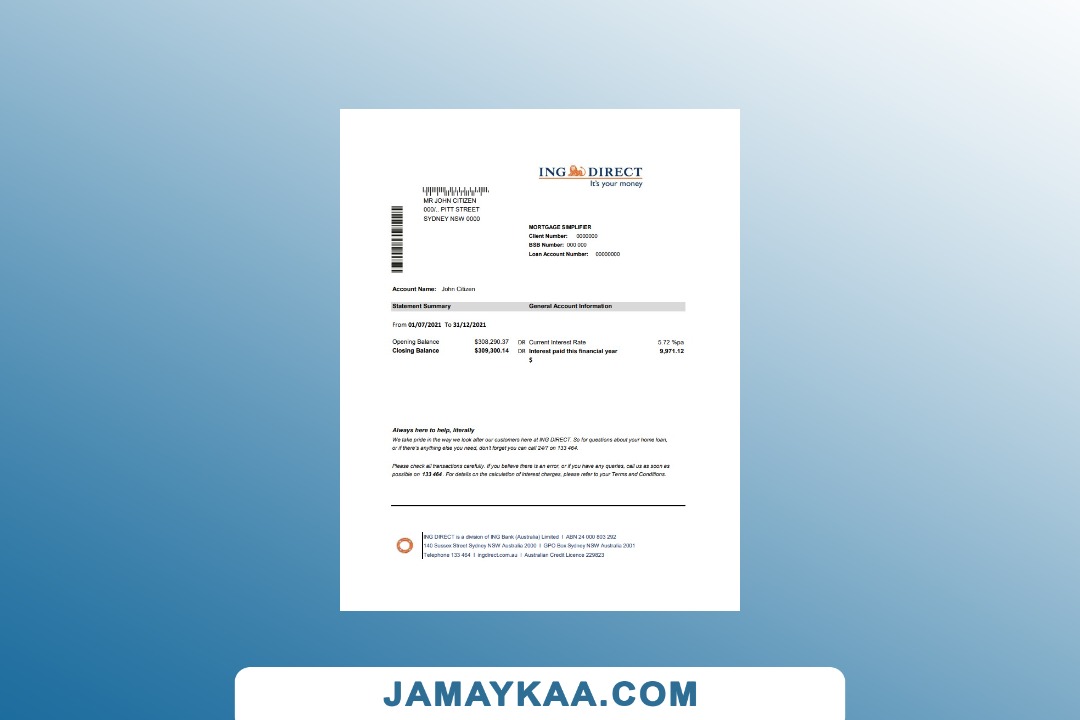 ING DIRECT
It's your money
MR JOHN CITIZEN
000/.. PITT STREET
SYDNEY NSW 0000
MORTGAGE SIMPLIFIER
Client Number: 0000000
BSB Number: 000 000
Loan Account Number: 00000000
Account Name: John Citizen
Statement Summary General Account Information
From 01/07/2021 To 31/12/2021
Opening Balance $308,290.37 DR Current Interest Rate 5.72 %pa
Closing Balance $309,300.14 DR Interest paid this financial year 9,971.12
$
Always here to help, literally
We take pride in the way we look after our customers here at ING DIRECT. So for questions about your home loan,
or if there's anything else you need, don't forget you can call 24/7 on 133 464.
Please check all transactions carefully. If you believe there is an error, or if you have any queries, call us as soon as
possible on 133 464. For details on the calculation of interest charges, please refer to your Terms and Conditions.
ING DIRECT is a division of ING Bank (Australia) Limited I ABN 24 000 893 292
140 Sussex Street Sydney NSW Australia 2000 I GPO Box Sydney NSW Australia 2001
Telephone 133 464 I ingdirect.com.au I Australian Credit Licence 229823
JAMAYKAA.COM